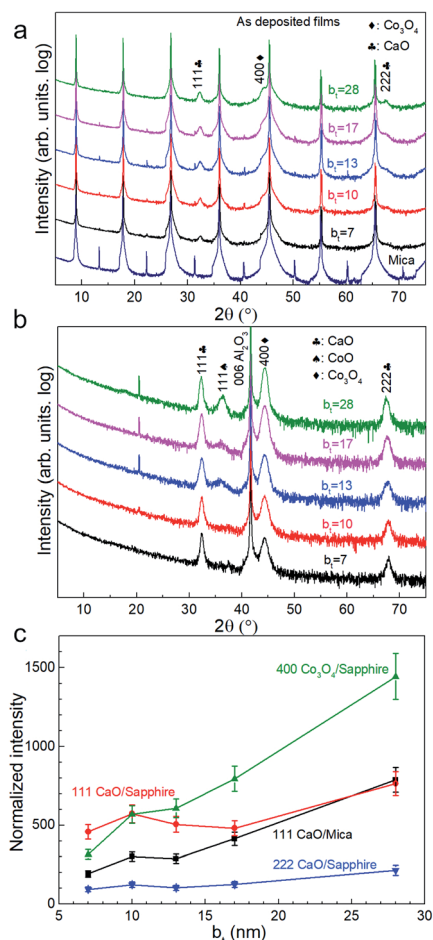 a
As deposited films
♦: Co₃O₄
♣: CaO
111♣
400♦
222♣
bt=28
bt=17
bt=13
bt=10
bt=7
Mica
Intensity (arb. units. log)
10 20 30 40 50 60 70
2θ (°)
b
111♣
111♠
006 Al₂O₃
400♦
♣: CaO
♠: CoO
♦: Co₃O₄
222♣
bt=28
bt=17
bt=13
bt=10
bt=7
Intensity (arb. units. log)
10 20 30 40 50 60 70
2θ (°)
c
1500
1000
500
0
Normalized intensity
400 Co₃O₄/Sapphire
111 CaO/Sapphire
111 CaO/Mica
222 CaO/Sapphire
5 10 15 20 25 30
bt (nm)